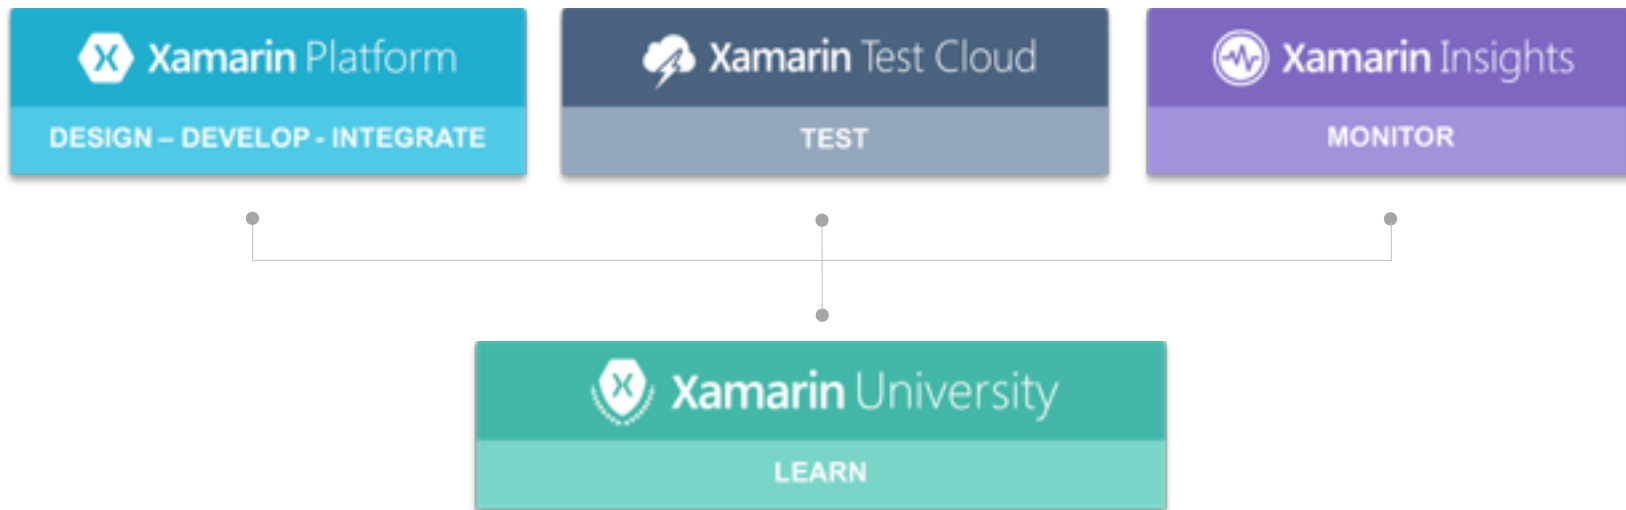 Xamarin Platform
DESIGN – DEVELOP - INTEGRATE
Xamarin Test Cloud
TEST
Xamarin Insights
MONITOR
Xamarin University
LEARN